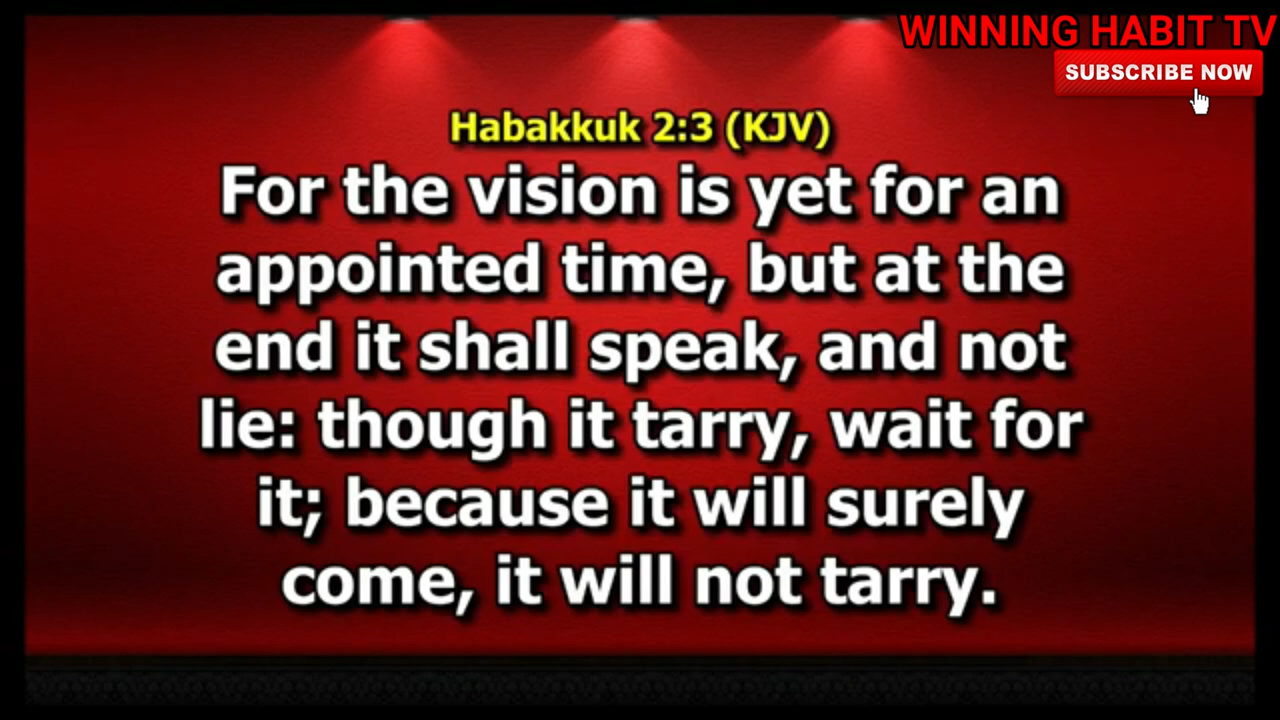 WINNING HABIT TV
SUBSCRIBE NOW
Habakkuk 2:3 (KJV)
For the vision is yet for an
appointed time, but at the
end it shall speak, and not
lie: though it tarry, wait for
it; because it will surely
come, it will not tarry.